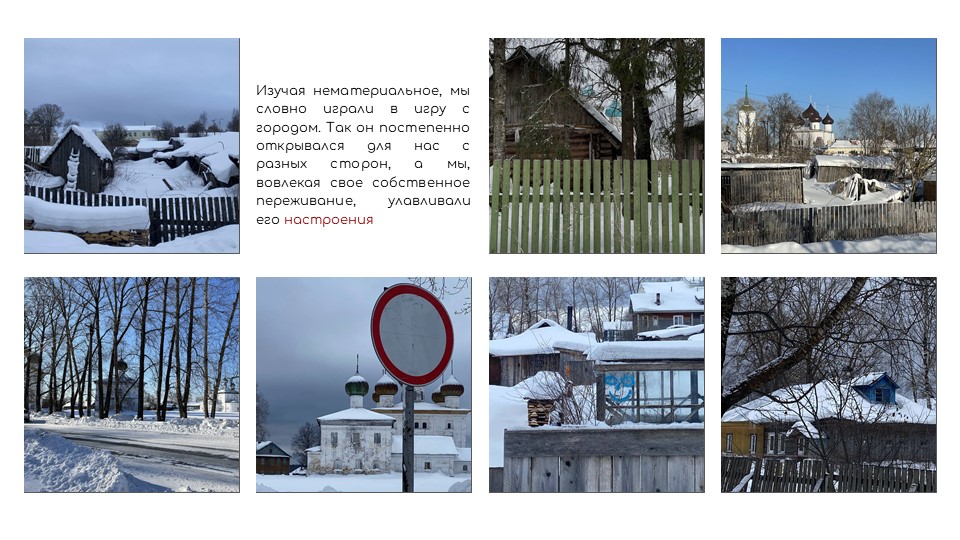 Изучая нематериальное, мы
словно играли в игру с
городом. Так он постепенно
открывался для нас с
разных сторон, а мы,
вовлекая свое собственное
переживание, улавливали
его настроения